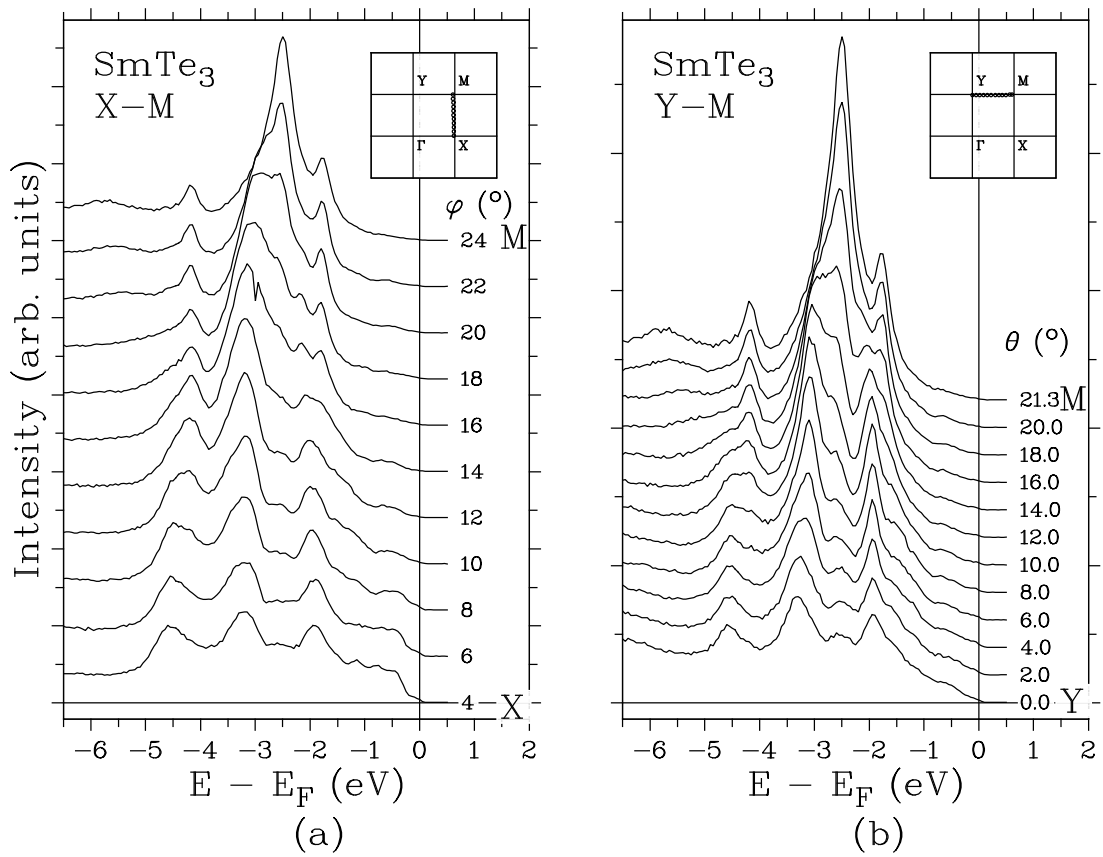 SmTe3
X−M
Y M
Γ X
φ (°)
24 M
22
20
18
16
14
12
10
8
6
4 X
Intensity (arb. units)
−6 −5 −4 −3 −2 −1 0 1 2
E − EF (eV)
(a)
SmTe3
Y−M
Y M
Γ X
θ (°)
21.3 M
20.0
18.0
16.0
14.0
12.0
10.0
8.0
6.0
4.0
2.0
0.0 Y
−6 −5 −4 −3 −2 −1 0 1 2
E − EF (eV)
(b)